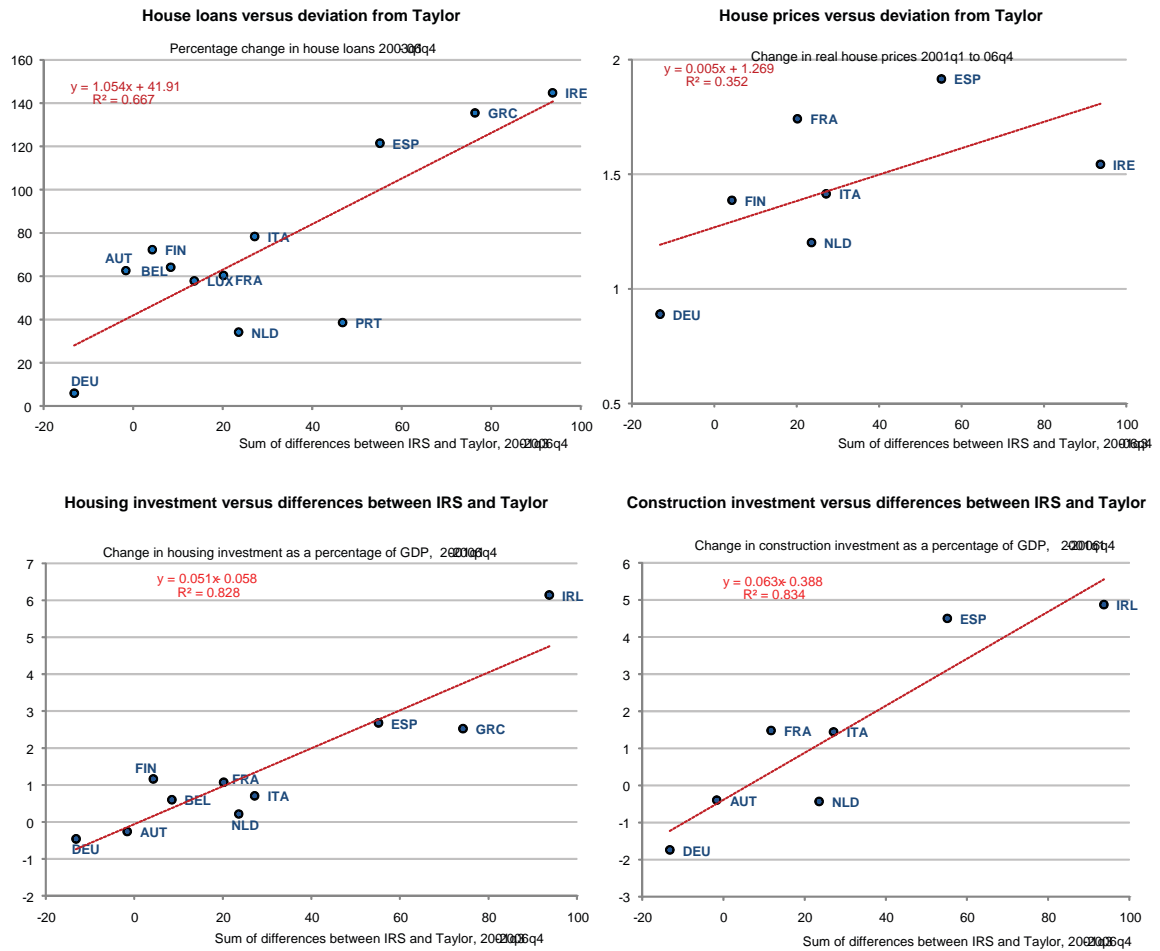 House loans versus deviation from Taylor
Percentage change in house loans
160
140
120
100
80
60
40
20
0
y = 1.054x + 41.91
R² = 0.667
IRE
GRC
ESP
ITA
FIN
AUT
BEL
LUX
FRA
PRT
NLD
DEU
-20 0 20 40 60 80 100
Sum of differences between IRS and Taylor,
House prices versus deviation from Taylor
Change in real house prices 2001q1 to 06q4
2
1.5
1
0.5
y = 0.005x + 1.269
R² = 0.352
ESP
FRA
IRE
ITA
FIN
NLD
DEU
-20 0 20 40 60 80 100
Sum of differences between IRS and Taylor,
Housing investment versus differences between IRS and Taylor
Change in housing investment as a percentage of GDP,
7
6
5
4
3
2
1
0
-1
-2
y = 0.051x - 0.058
R² = 0.828
IRL
ESP
GRC
FIN
FRA
BEL
ITA
NLD
AUT
DEU
-20 0 20 40 60 80 100
Sum of differences between IRS and Taylor,
Construction investment versus differences between IRS and Taylor
Change in construction investment as a percentage of GDP,
6
5
4
3
2
1
0
-1
-2
-3
y = 0.063x - 0.388
R² = 0.834
IRL
ESP
FRA
ITA
AUT
NLD
DEU
-20 0 20 40 60 80 100
Sum of differences between IRS and Taylor,